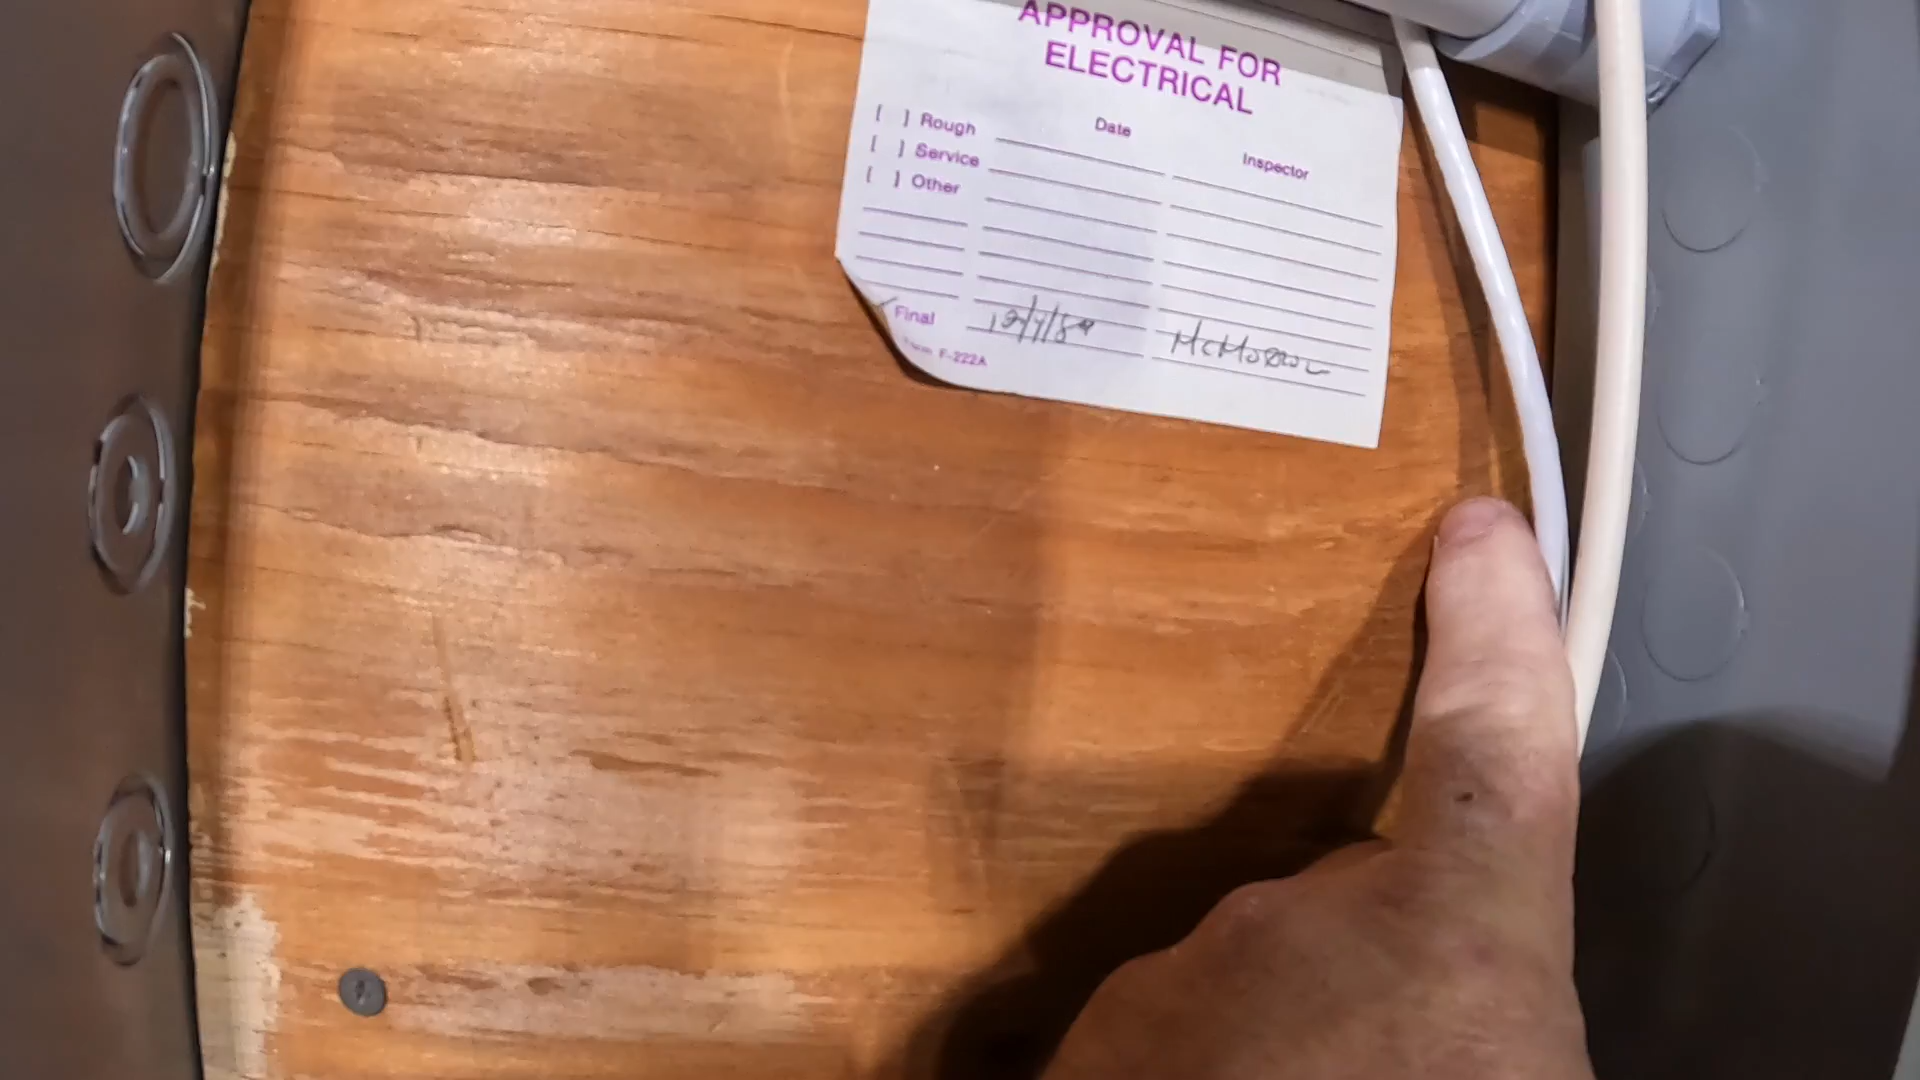 APPROVAL FOR
ELECTRICAL
Date
Inspector
[ ] Rough
[ ] Service
[ ] Other
Final
Form F-222A